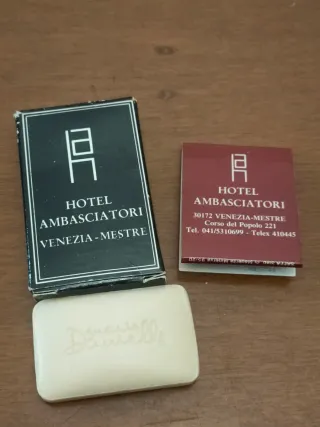 HOTEL
AMBASCIATORI
VENEZIA-MESTRE
HOTEL
AMBASCIATORI
30172 VENEZIA-MESTRE
Corso del Popolo 221
Tel. 041/5310699 - Telex 410445